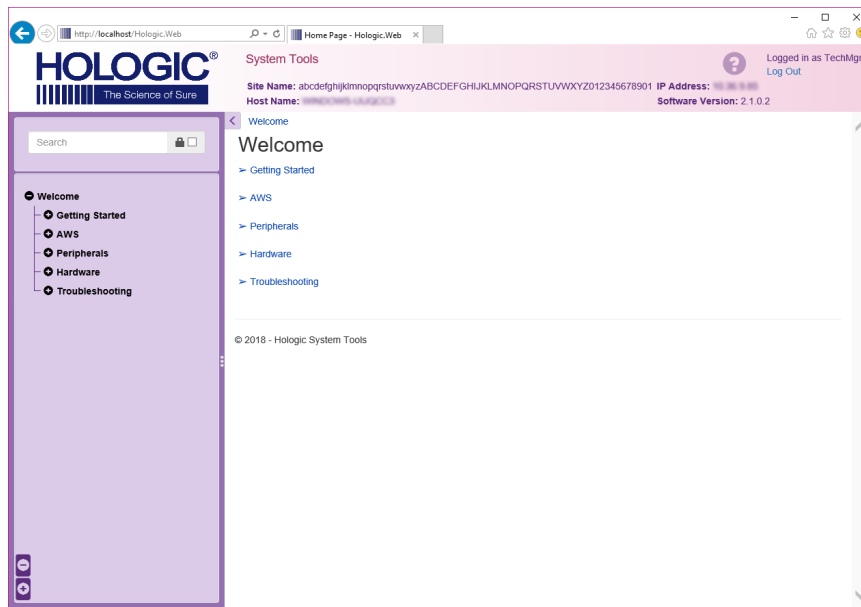 http://localhost/Hologic.Web
Home Page - Hologic.Web
HOLOGIC®
The Science of Sure
System Tools
Logged in as TechMgr
Log Out
Site Name: abcdefghijklmnopqrstuvwxyzABCDEFGHIJKLMNOPQRSTUVWXYZ012345678901 IP Address:
Host Name:
Software Version: 2.1.0.2
Welcome
Search
Welcome
Getting Started
AWS
Peripherals
Hardware
Troubleshooting
Welcome
Getting Started
AWS
Peripherals
Hardware
Troubleshooting
© 2018 - Hologic System Tools